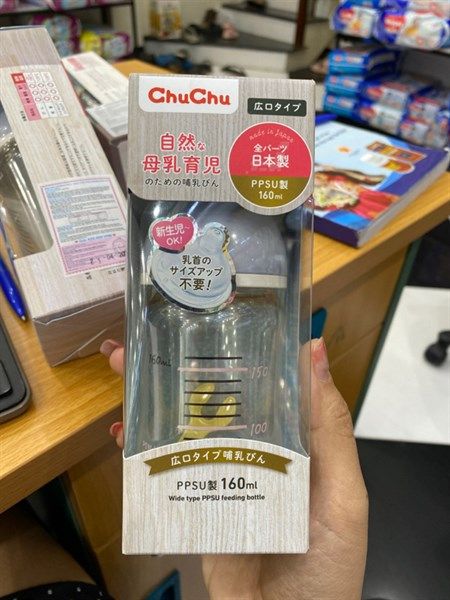 ChuChu
広口タイプ
自然な
母乳育児
のための哺乳びん
made in Japan
全パーツ
日本製
PPSU製
160ml
新生児~
OK!
乳首の
サイズアップ
不要!
160ml
150
100
広口タイプ哺乳びん
PPSU製 160ml
Wide type PPSU feeding bottle